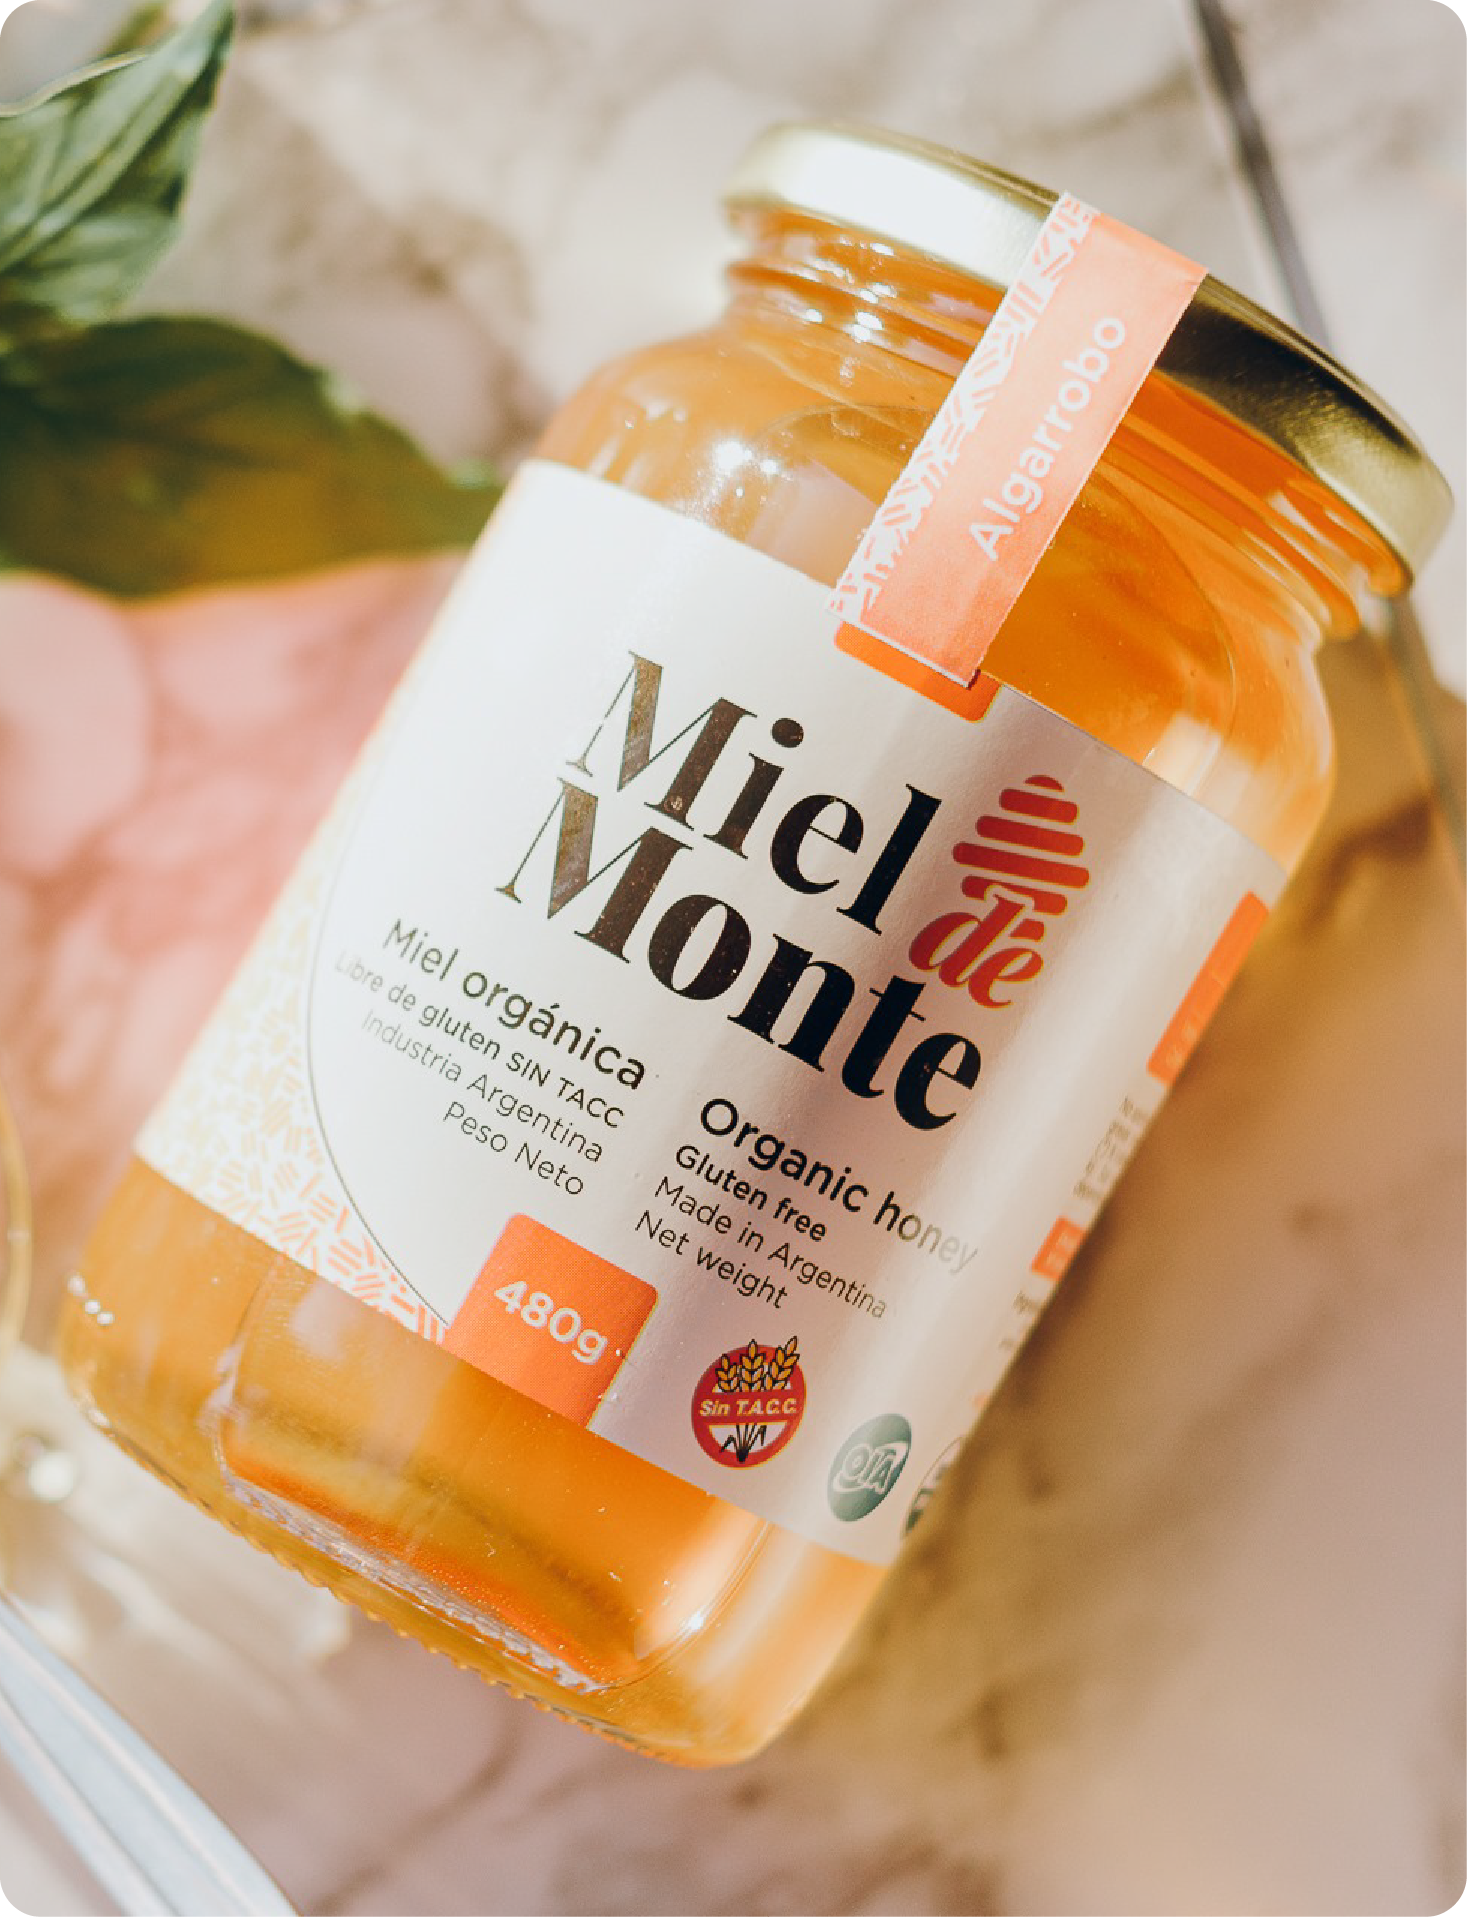 Algarrobo
Miel
de
Monte
Miel orgánica
Libre de gluten SIN TACC
Industria Argentina
Peso Neto
Organic honey
Gluten free
Made in Argentina
Net weight
480g
Sin T.A.C.C.
OIA